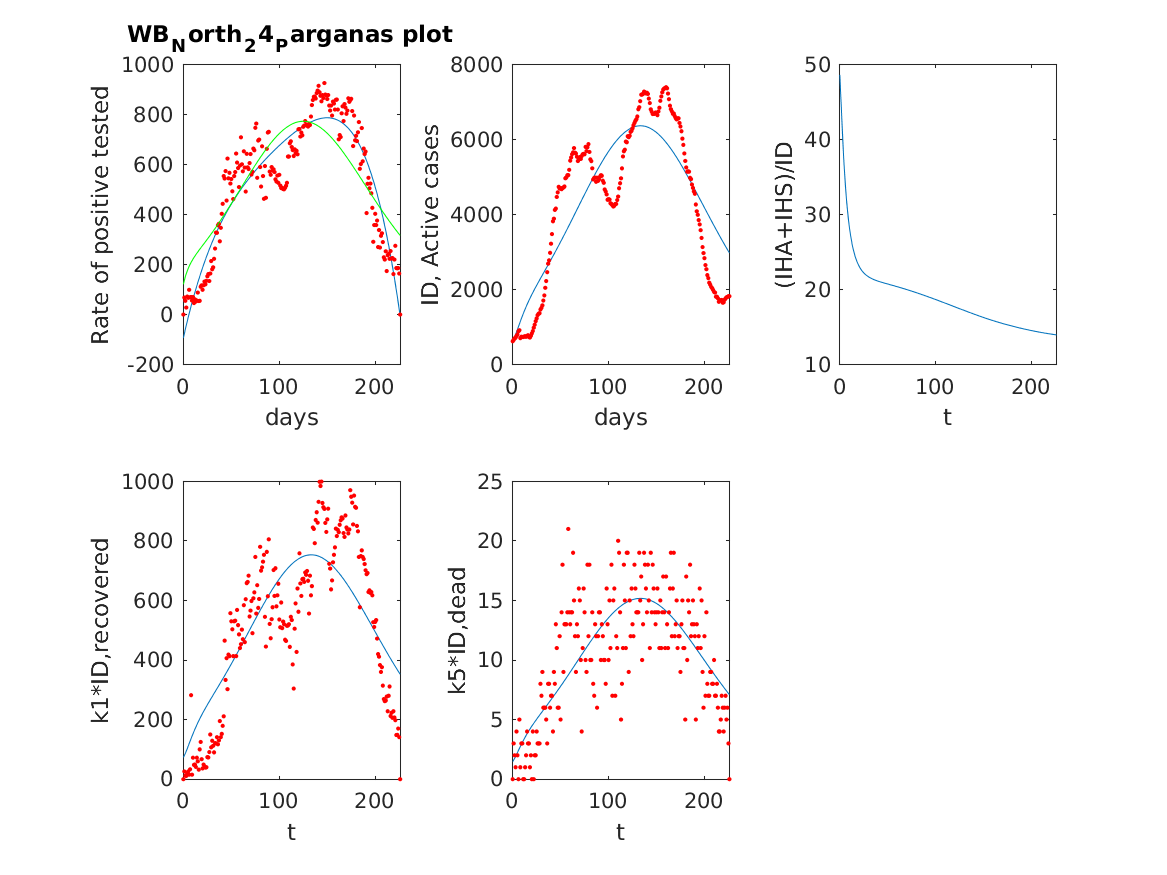 WB_North_24_Parganas plot
1000
800
600
400
200
0
-200
Rate of positive tested
0 100 200
days
8000
6000
4000
2000
0
ID, Active cases
0 100 200
days
50
40
30
20
10
(IHA+IHS)/ID
0 100 200
t
1000
800
600
400
200
0
k1*ID,recovered
0 100 200
t
25
20
15
10
5
0
k5*ID,dead
0 100 200
t